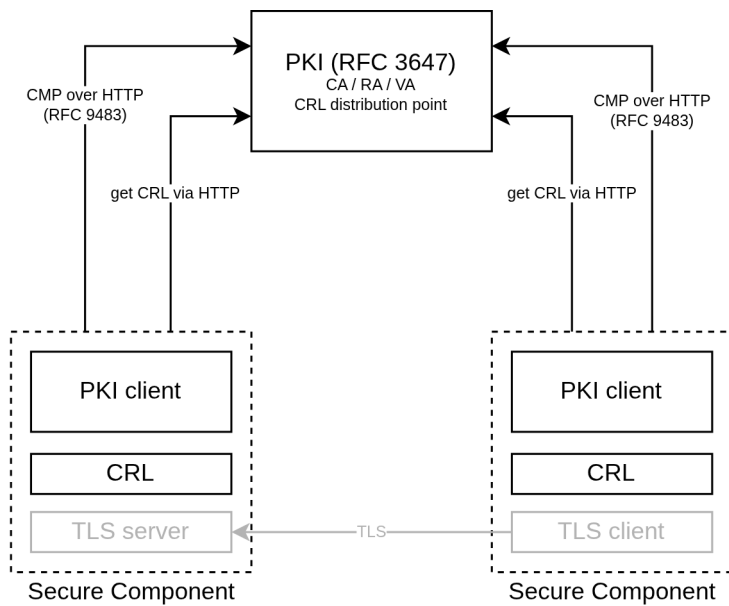 PKI (RFC 3647)
CA / RA / VA
CRL distribution point
CMP over HTTP
(RFC 9483)
CMP over HTTP
(RFC 9483)
get CRL via HTTP
get CRL via HTTP
PKI client
PKI client
CRL
CRL
TLS server
TLS
TLS client
Secure Component
Secure Component